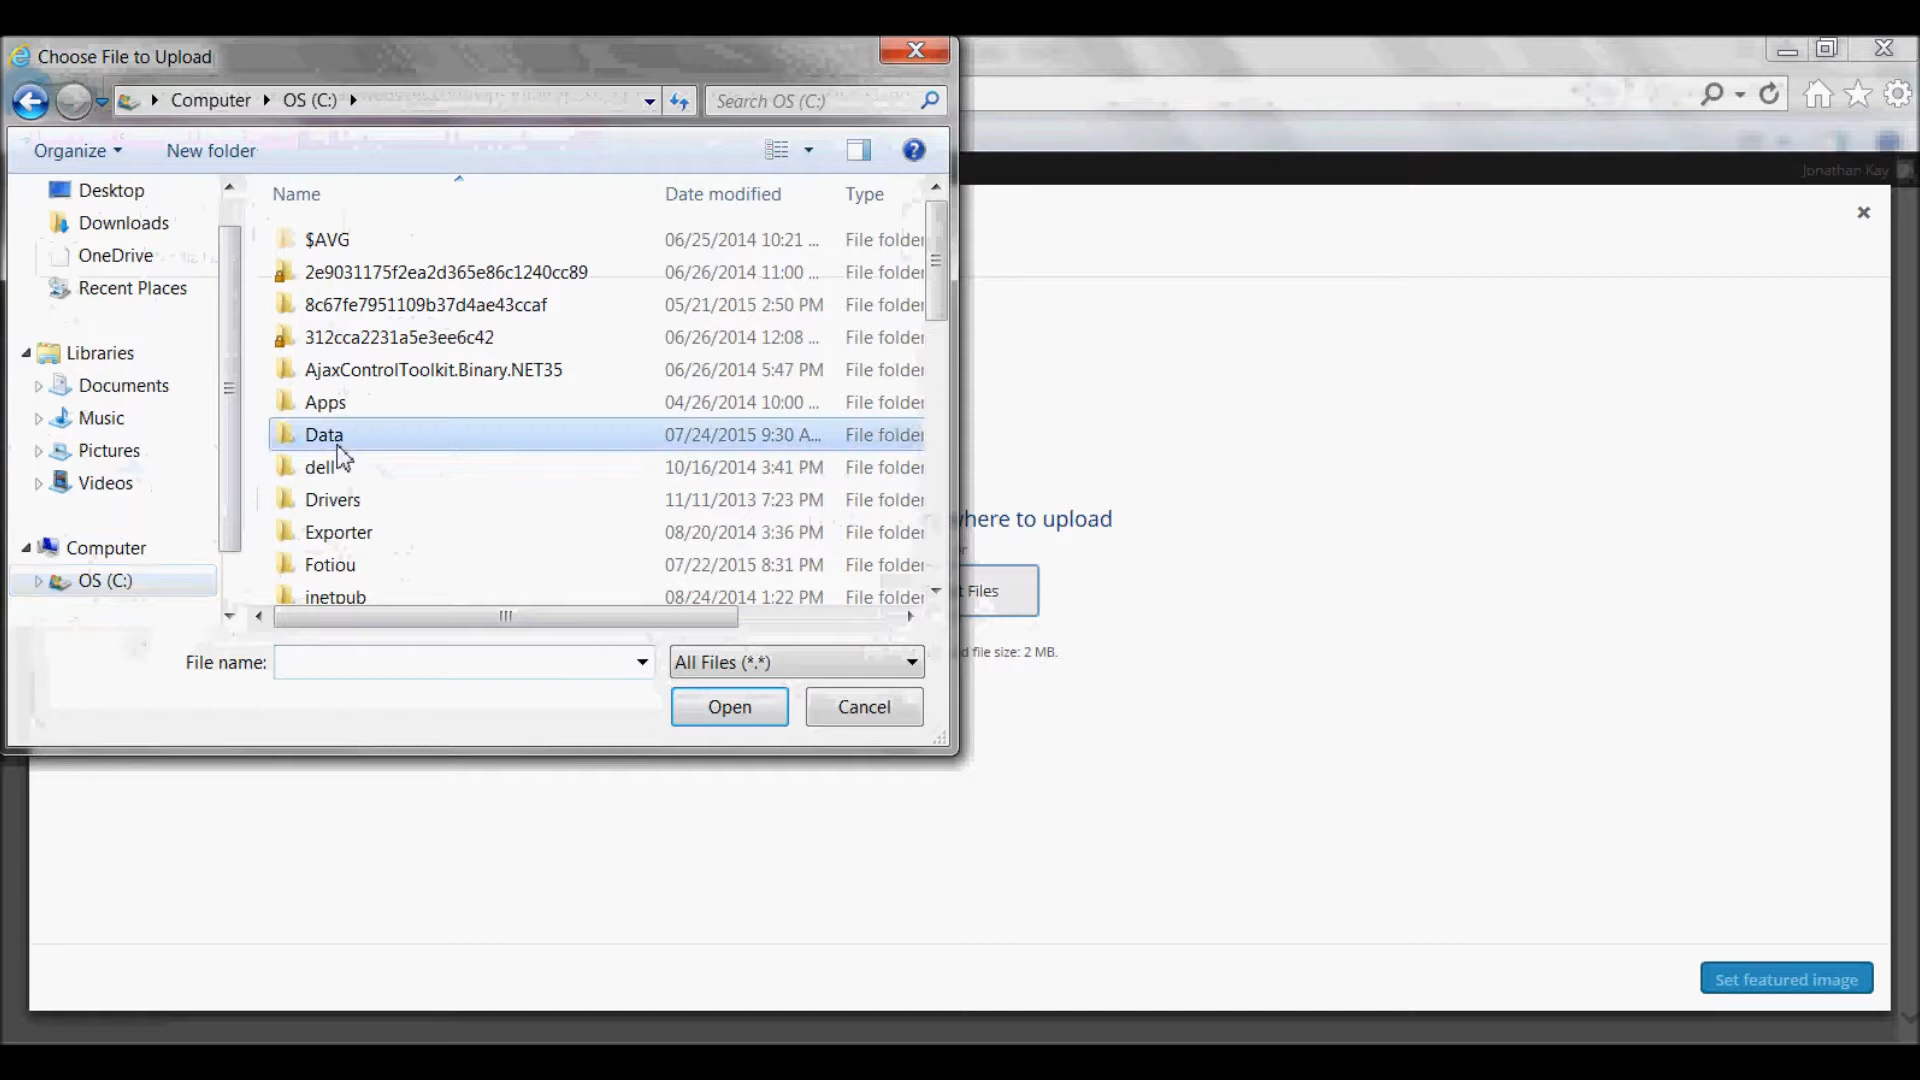 Choose File to Upload
Computer OS (C:)
Search OS (C:)
Organize New folder
Name Date modified Type
Desktop
Downloads
OneDrive
Recent Places
Libraries
Documents
Music
Pictures
Videos
Computer
OS (C:)
$AVG 06/25/2014 10:21 ... File folder
2e9031175f2ea2d365e86c1240cc89 06/26/2014 11:00 ... File folder
8c67fe7951109b37d4ae43ccaf 05/21/2015 2:50 PM File folder
312cca2231a5e3ee6c42 06/26/2014 12:08 ... File folder
AjaxControlToolkit.Binary.NET35 06/26/2014 5:47 PM File folder
Apps 04/26/2014 10:00 ... File folder
Data 07/24/2015 9:30 A... File folder
dell 10/16/2014 3:41 PM File folder
Drivers 11/11/2013 7:23 PM File folder
Exporter 08/20/2014 3:36 PM File folder
Fotiou 07/22/2015 8:31 PM File folder
inetpub 08/24/2014 1:22 PM File folder
File name:
All Files (*.*)
Open Cancel
Jonathan Kay
where to upload
Files
file size: 2 MB.
Set featured image